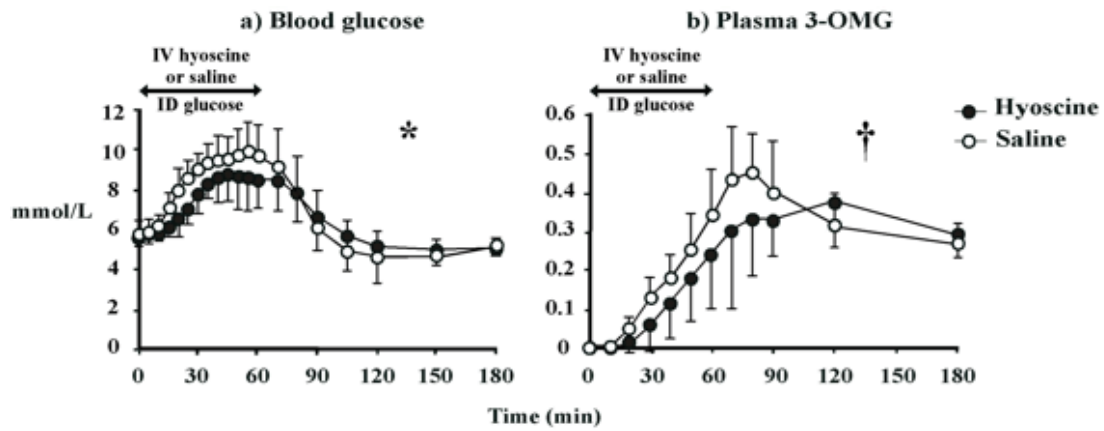 a) Blood glucose
IV hyoscine
or saline
ID glucose
12
10
8
6
4
2
0
mmol/L
*
0 30 60 90 120 150 180
b) Plasma 3-OMG
IV hyoscine
or saline
ID glucose
0.6
0.5
0.4
0.3
0.2
0.1
0
†
0 30 60 90 120 150 180
Hyoscine
Saline
Time (min)